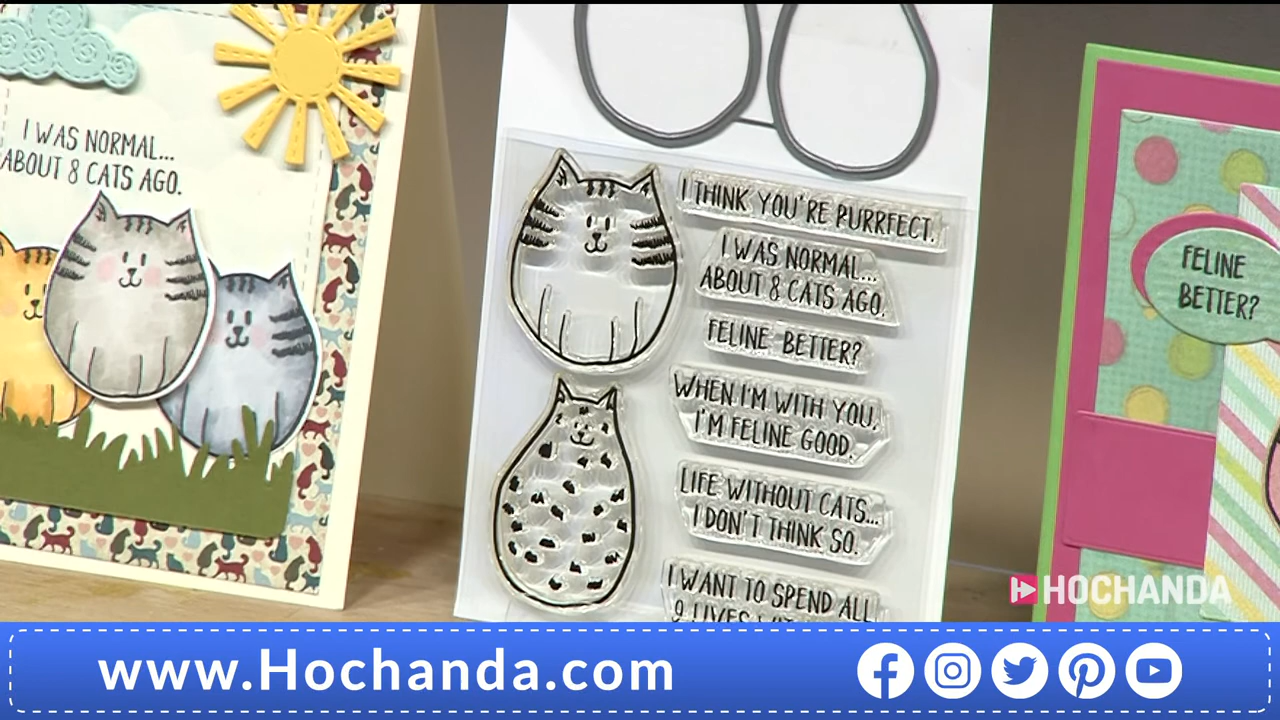 I WAS NORMAL...
ABOUT 8 CATS AGO.
I THINK YOU'RE PURRFECT.
I WAS NORMAL...
ABOUT 8 CATS AGO.
FELINE BETTER?
WHEN I'M WITH YOU,
I'M FELINE GOOD.
LIFE WITHOUT CATS...
I DON'T THINK SO.
I WANT TO SPEND ALL
9 LIVES
FELINE
BETTER?
HOCHANDA
www.Hochanda.com